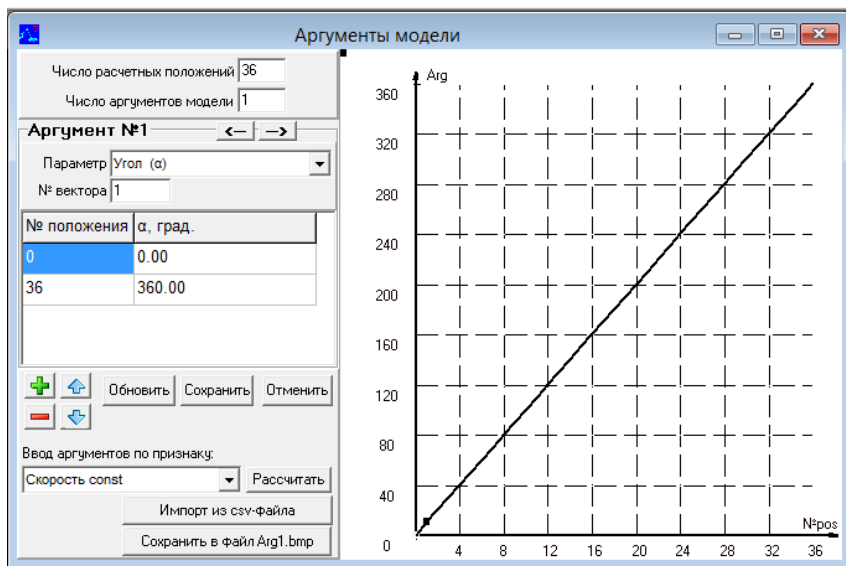 Аргументы модели
Число расчетных положений 36
Число аргументов модели 1
Аргумент №1 <— —>
Параметр Угол (α)
№ вектора 1
№ положения α, град.
0 0.00
36 360.00
Обновить Сохранить Отменить
Ввод аргументов по признаку:
Скорость const Рассчитать
Импорт из csv-файла
Сохранить в файл Arg1.bmp
Arg
360
320
280
240
200
160
120
80
40
0
№pos
4 8 12 16 20 24 28 32 36